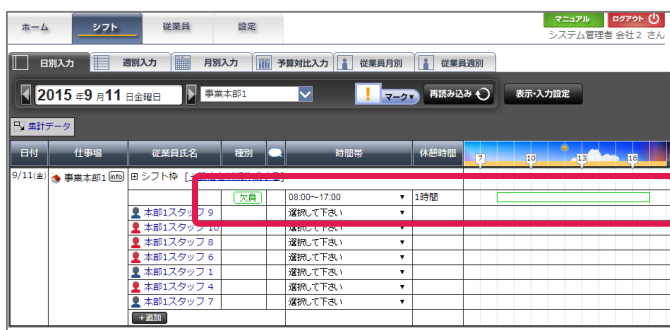 マニュアル ログアウト
ホーム シフト 従業員 設定
システム管理者 会社2 さん
日別入力 週別入力 月別入力 予算対比入力 従業員月別 従業員週別
2015 年9 月11 日金曜日 事業本部1 ! マーク▼ 再読み込み 表示・入力設定
集計データ
日付 仕事場 従業員氏名 種別 時間帯 休憩時間 7 10 13 16
9/11(金) 事業本部1 info シフト枠
欠員 08:00～17:00 ▼ 1時間
本部1スタッフ 9 選択して下さい ▼
本部1スタッフ 10 選択して下さい ▼
本部1スタッフ 8 選択して下さい ▼
本部1スタッフ 6 選択して下さい ▼
本部1スタッフ 1 選択して下さい ▼
本部1スタッフ 4 選択して下さい ▼
本部1スタッフ 7 選択して下さい ▼
+追加